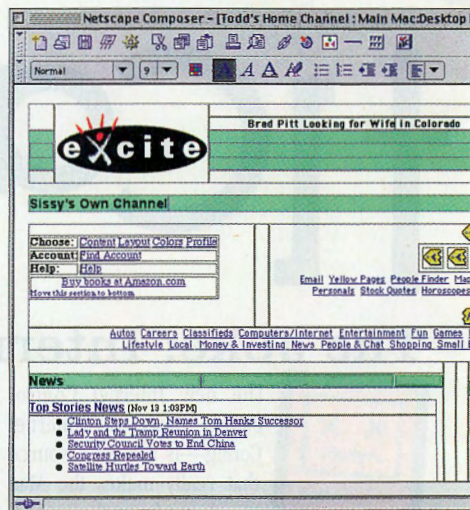 Netscape Composer – [Todd's Home Channel : Main Mac:Desktop
Normal 9 A A A
Brad Pitt Looking for Wife in Colorado
excite
Sissy's Own Channel
Choose: Content Layout Colors Profile
Account: Find Account
Help: Help
Buy books at Amazon.com
Move this section to bottom
Email Yellow Pages People Finder
Personals Stock Quotes Horoscopes
Autos Careers Classifieds Computers/Internet Entertainment Fun Games
Lifestyle Local Money & Investing News People & Chat Shopping Small
News
Top Stories News (Nov 13 1:03PM)
Clinton Steps Down, Names Tom Hanks Successor
Lady and the Tramp Reunion in Denver
Security Council Votes to End China
Congress Repealed
Satellite Hurtles Toward Earth